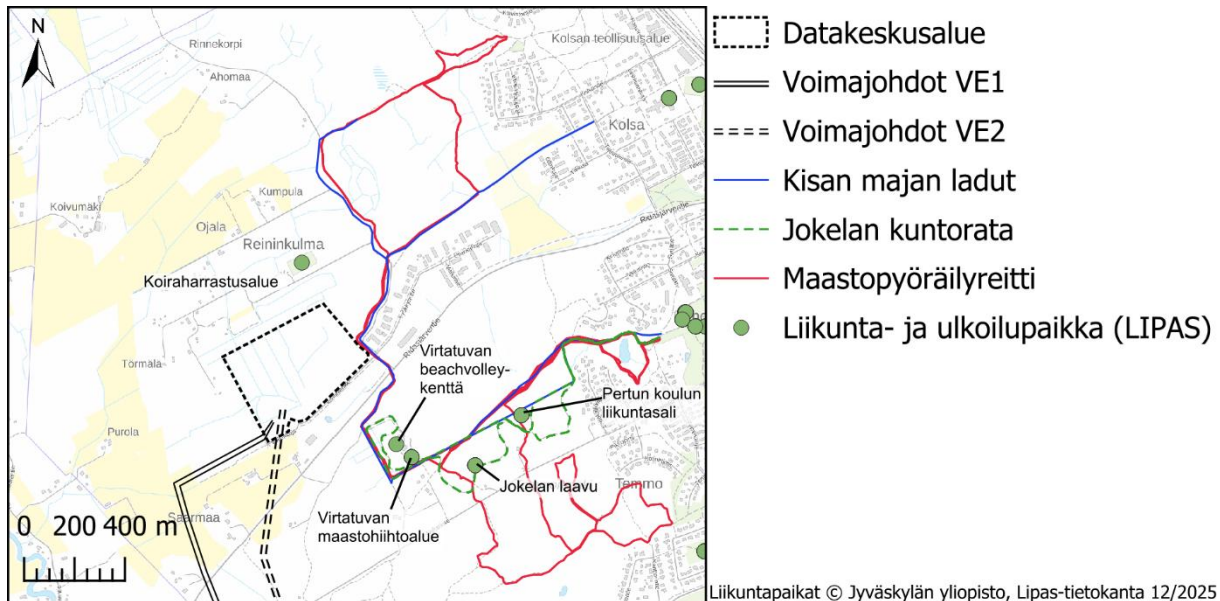 N
Rinnekorpi
Ahomaa
Kolsan teollisuusalue
Kolsa
Koivumäki
Kumpula
Ojala
Reininkulma
Ridasjärventie
Koiraharrastusalue
Törmälä
Ridasjärventie
Virtatuvan
beachvolley-
kenttä
Pertun koulun
liikuntasali
Purola
Jokelan laavu
Temmo
Virtatuvan
maastohiihtoalue
Saarmaa
0 200 400 m
Datakeskusalue
Voimajohdot VE1
Voimajohdot VE2
Kisan majan ladut
Jokelan kuntorata
Maastopyöräilyreitti
Liikunta- ja ulkoilupaikka (LIPAS)
Liikuntapaikat © Jyväskylän yliopisto, Lipas-tietokanta 12/2025